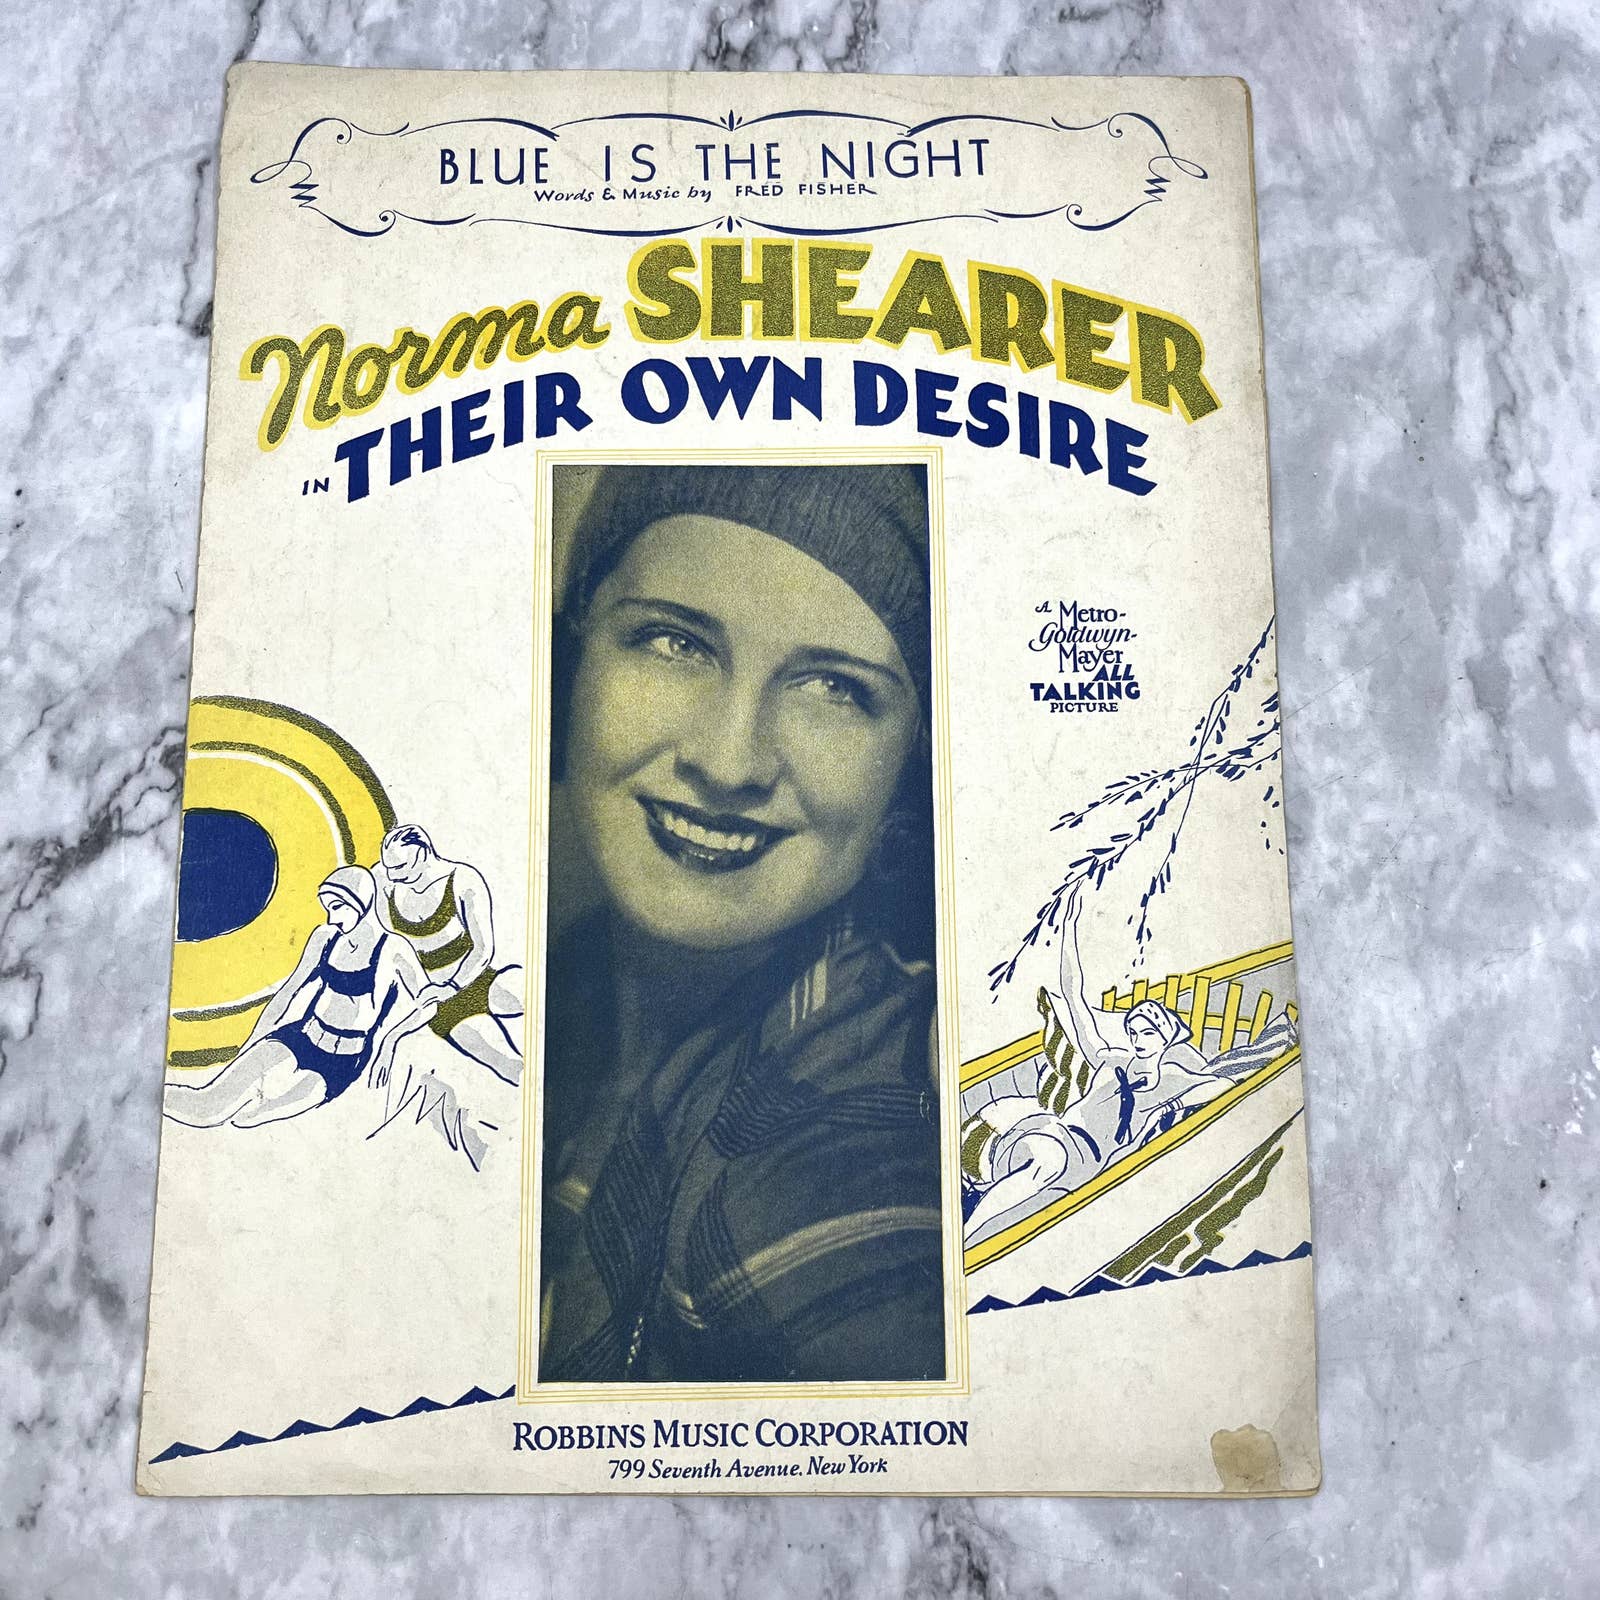 BLUE IS THE NIGHT
Words & Music by FRED FISHER
Norma SHEARER
IN THEIR OWN DESIRE
A Metro-
Goldwyn-
Mayer
ALL
TALKING
PICTURE
ROBBINS MUSIC CORPORATION
799 Seventh Avenue. New York